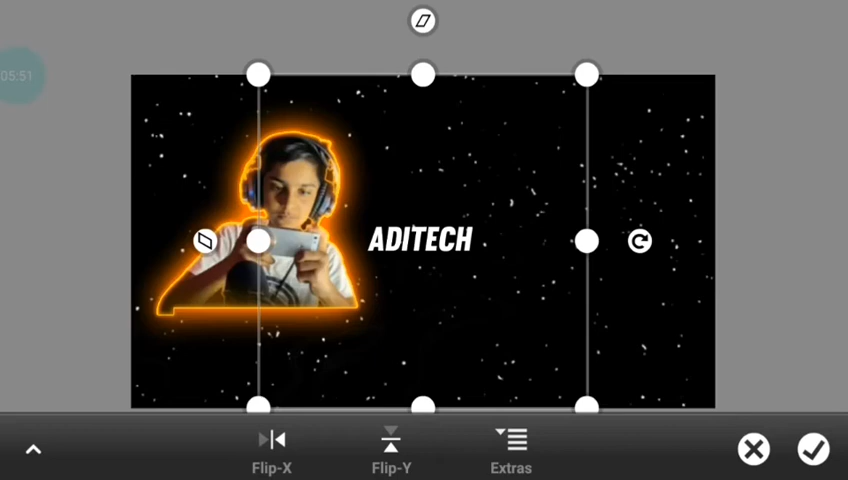 05:51
ADITECH
Flip-X
Flip-Y
Extras